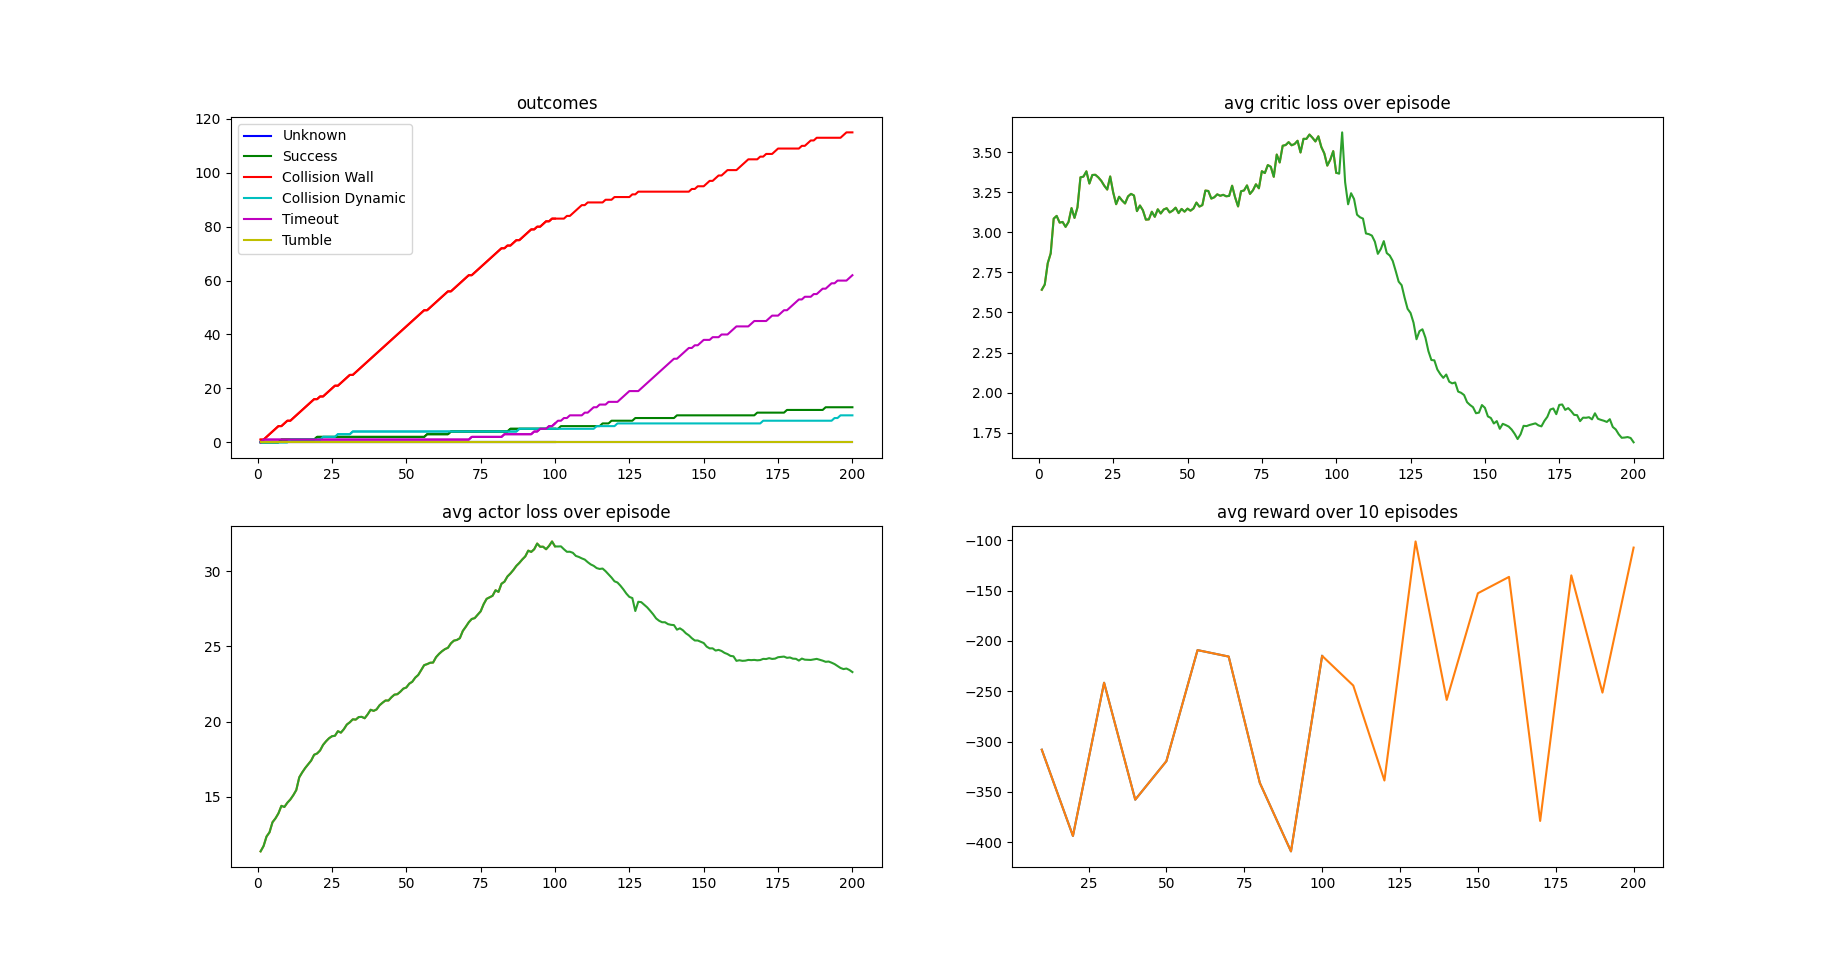 outcomes
120
100
80
60
40
20
0
Unknown
Success
Collision Wall
Collision Dynamic
Timeout
Tumble
0 25 50 75 100 125 150 175 200
avg critic loss over episode
3.50
3.25
3.00
2.75
2.50
2.25
2.00
1.75
0 25 50 75 100 125 150 175 200
avg actor loss over episode
30
25
20
15
0 25 50 75 100 125 150 175 200
avg reward over 10 episodes
−100
−150
−200
−250
−300
−350
−400
25 50 75 100 125 150 175 200